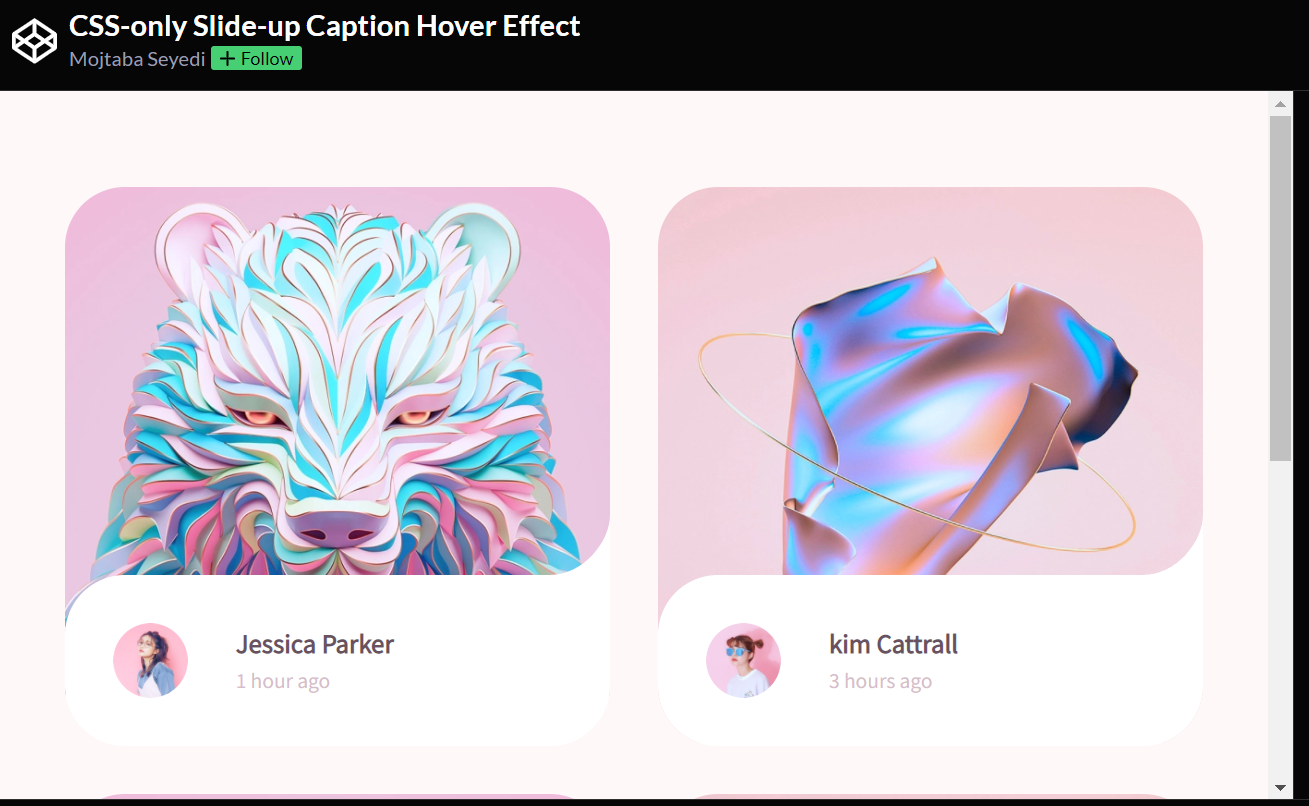 CSS-only Slide-up Caption Hover Effect
Mojtaba Seyedi + Follow
Jessica Parker
1 hour ago
kim Cattrall
3 hours ago